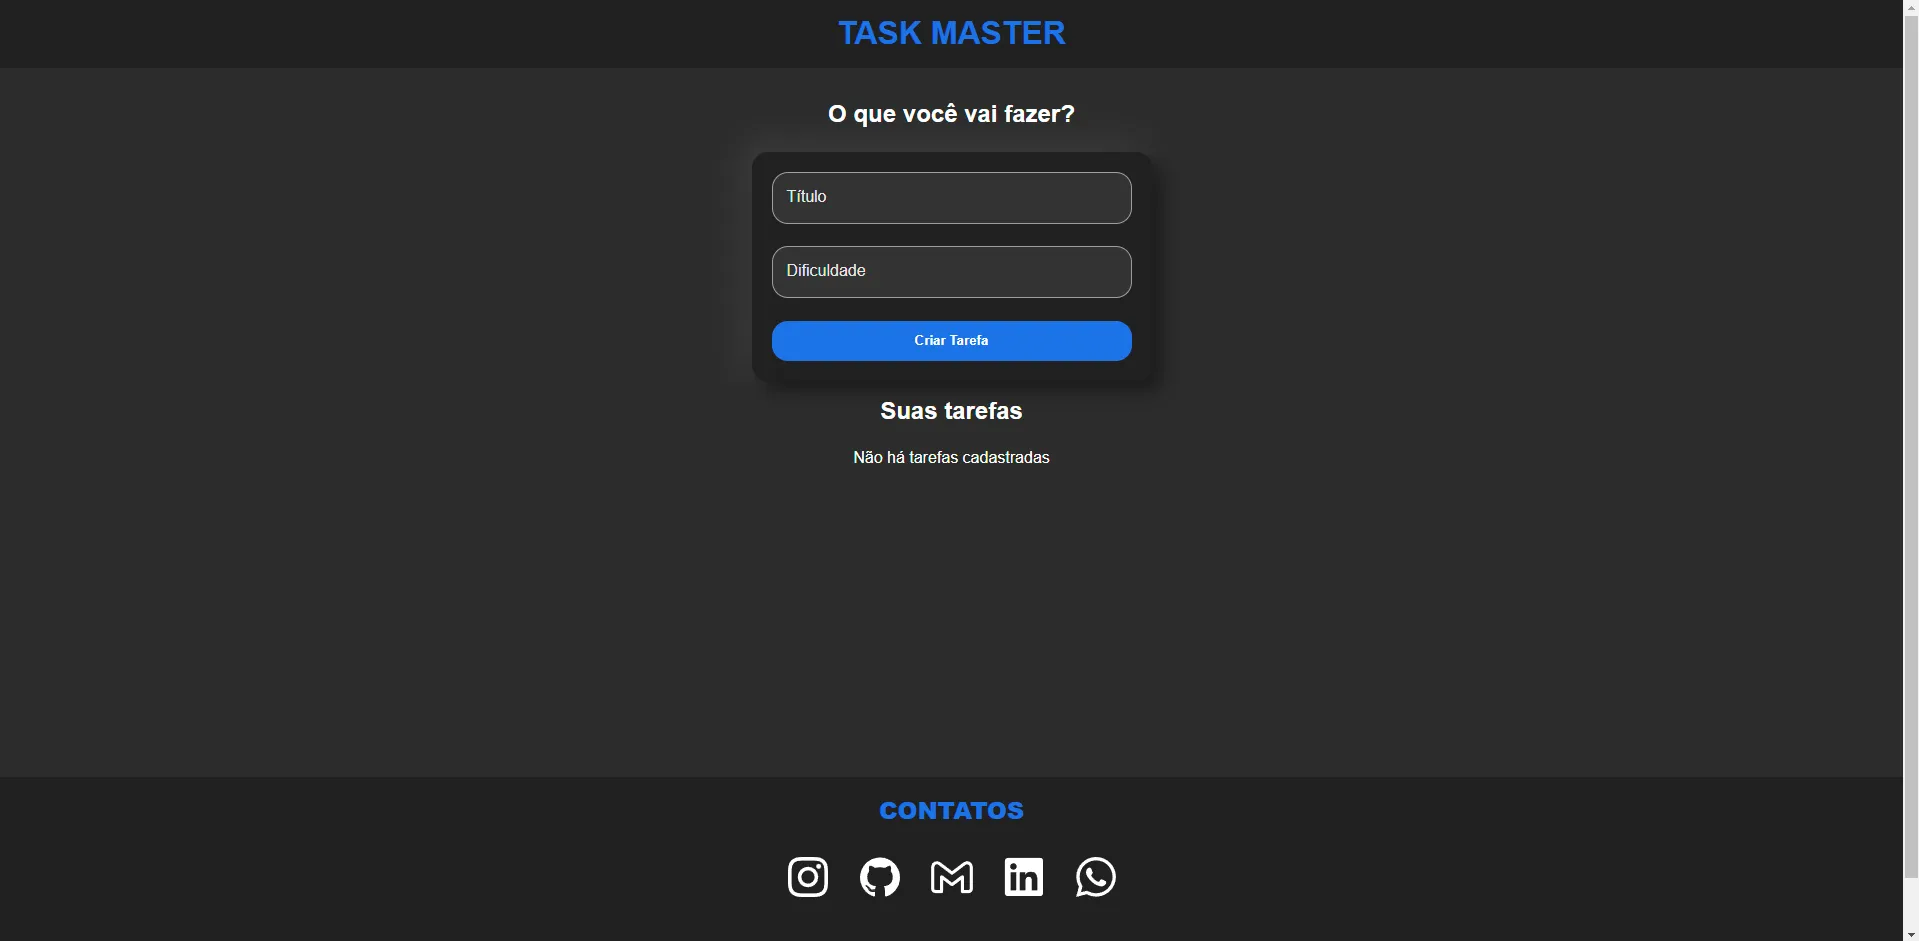 TASK MASTER
O que você vai fazer?
Título
Dificuldade
Criar Tarefa
Suas tarefas
Não há tarefas cadastradas
CONTATOS